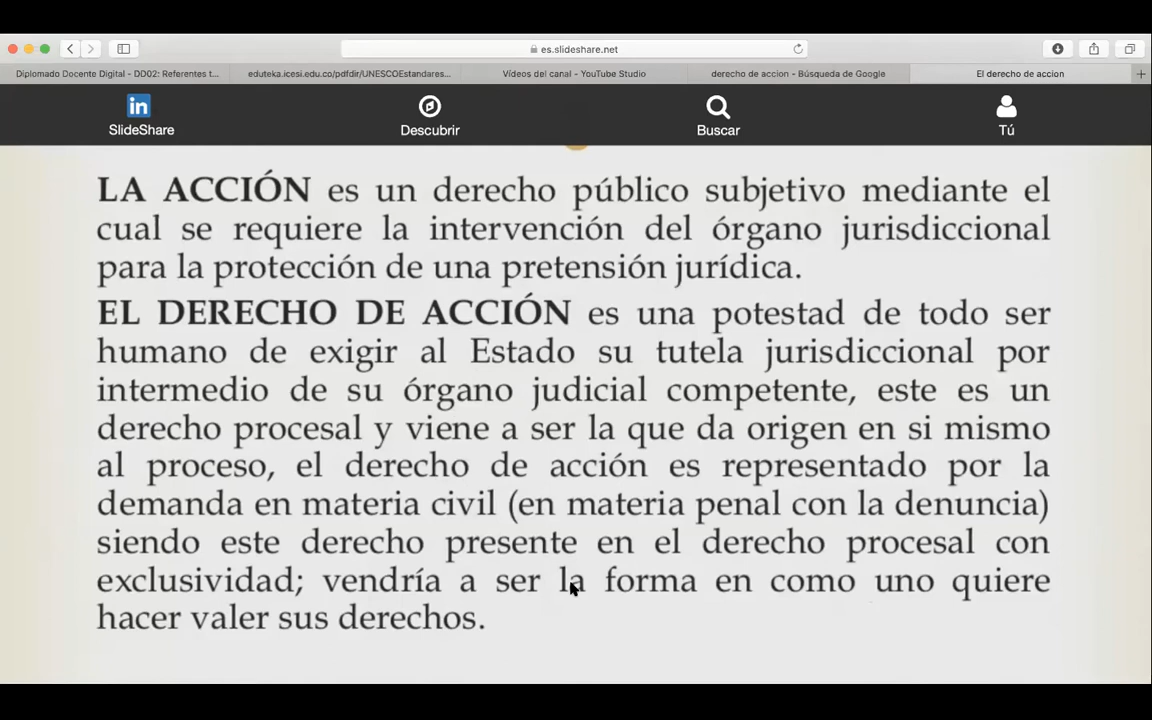 es.slideshare.net
Diplomado Docente Digital - DD02: Referentes t...
eduteka.icesi.edu.co/pdfdir/UNESCOEstandares...
Vídeos del canal - YouTube Studio
derecho de accion - Búsqueda de Google
El derecho de accion
in
SlideShare
Descubrir
Buscar
Tú
LA ACCIÓN es un derecho público subjetivo mediante el
cual se requiere la intervención del órgano jurisdiccional
para la protección de una pretensión jurídica.
EL DERECHO DE ACCIÓN es una potestad de todo ser
humano de exigir al Estado su tutela jurisdiccional por
intermedio de su órgano judicial competente, este es un
derecho procesal y viene a ser la que da origen en si mismo
al proceso, el derecho de acción es representado por la
demanda en materia civil (en materia penal con la denuncia)
siendo este derecho presente en el derecho procesal con
exclusividad; vendría a ser la forma en como uno quiere
hacer valer sus derechos.